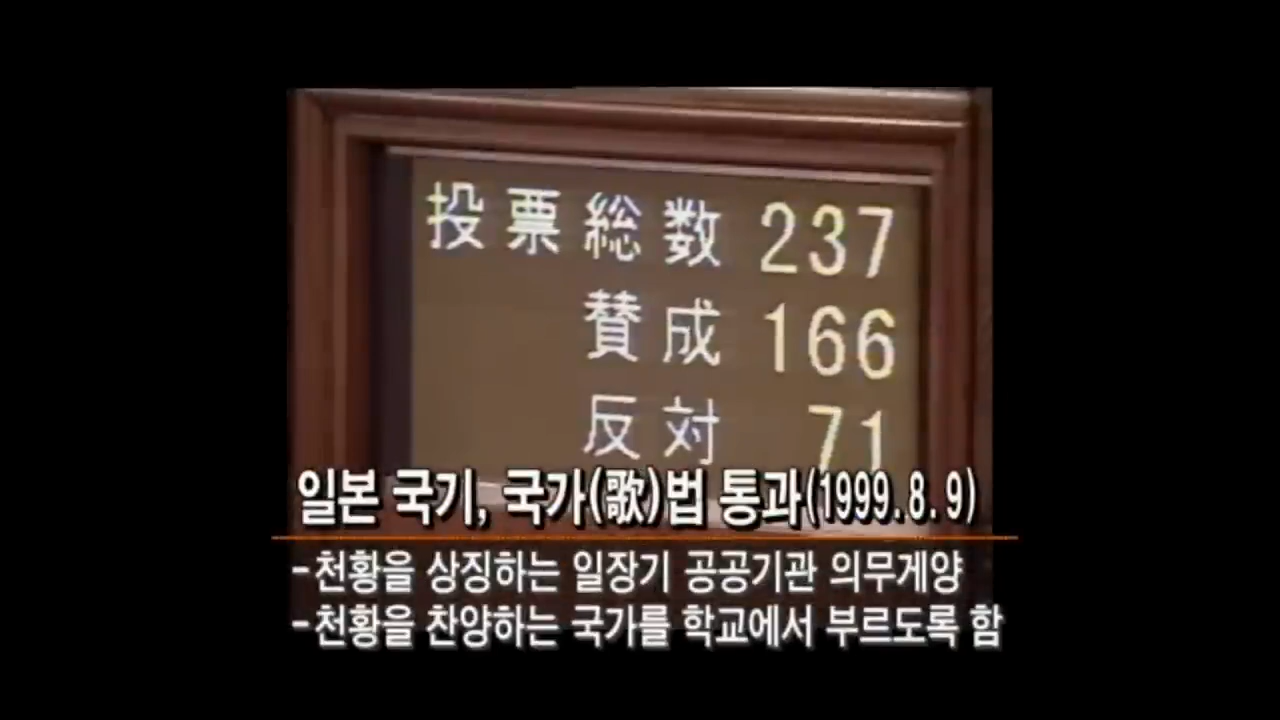 投票総数 237
賛成 166
反対 71
일본 국기, 국가(歌)법 통과(1999.8.9)
-천황을 상징하는 일장기 공공기관 의무게양
-천황을 찬양하는 국가를 학교에서 부르도록 함